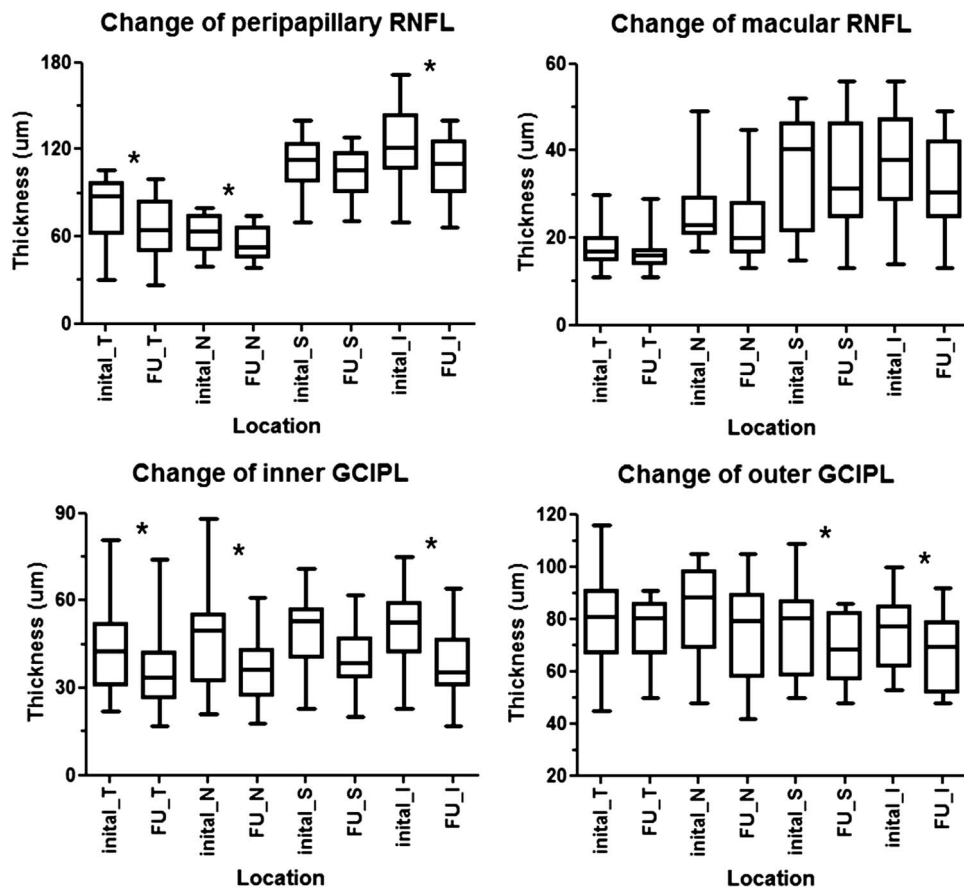 Change of peripapillary RNFL
Thickness (um)
180
120
60
0
*
*
*
inital_T
FU_T
inital_N
FU_N
inital_S
FU_S
inital_I
FU_I
Location
Change of macular RNFL
Thickness (um)
60
40
20
0
inital_T
FU_T
inital_N
FU_N
inital_S
FU_S
inital_I
FU_I
Location
Change of inner GCIPL
Thickness (um)
90
60
30
0
*
*
*
inital_T
FU_T
inital_N
FU_N
inital_S
FU_S
inital_I
FU_I
Location
Change of outer GCIPL
Thickness (um)
120
100
80
60
40
20
*
*
inital_T
FU_T
inital_N
FU_N
inital_S
FU_S
inital_I
FU_I
Location